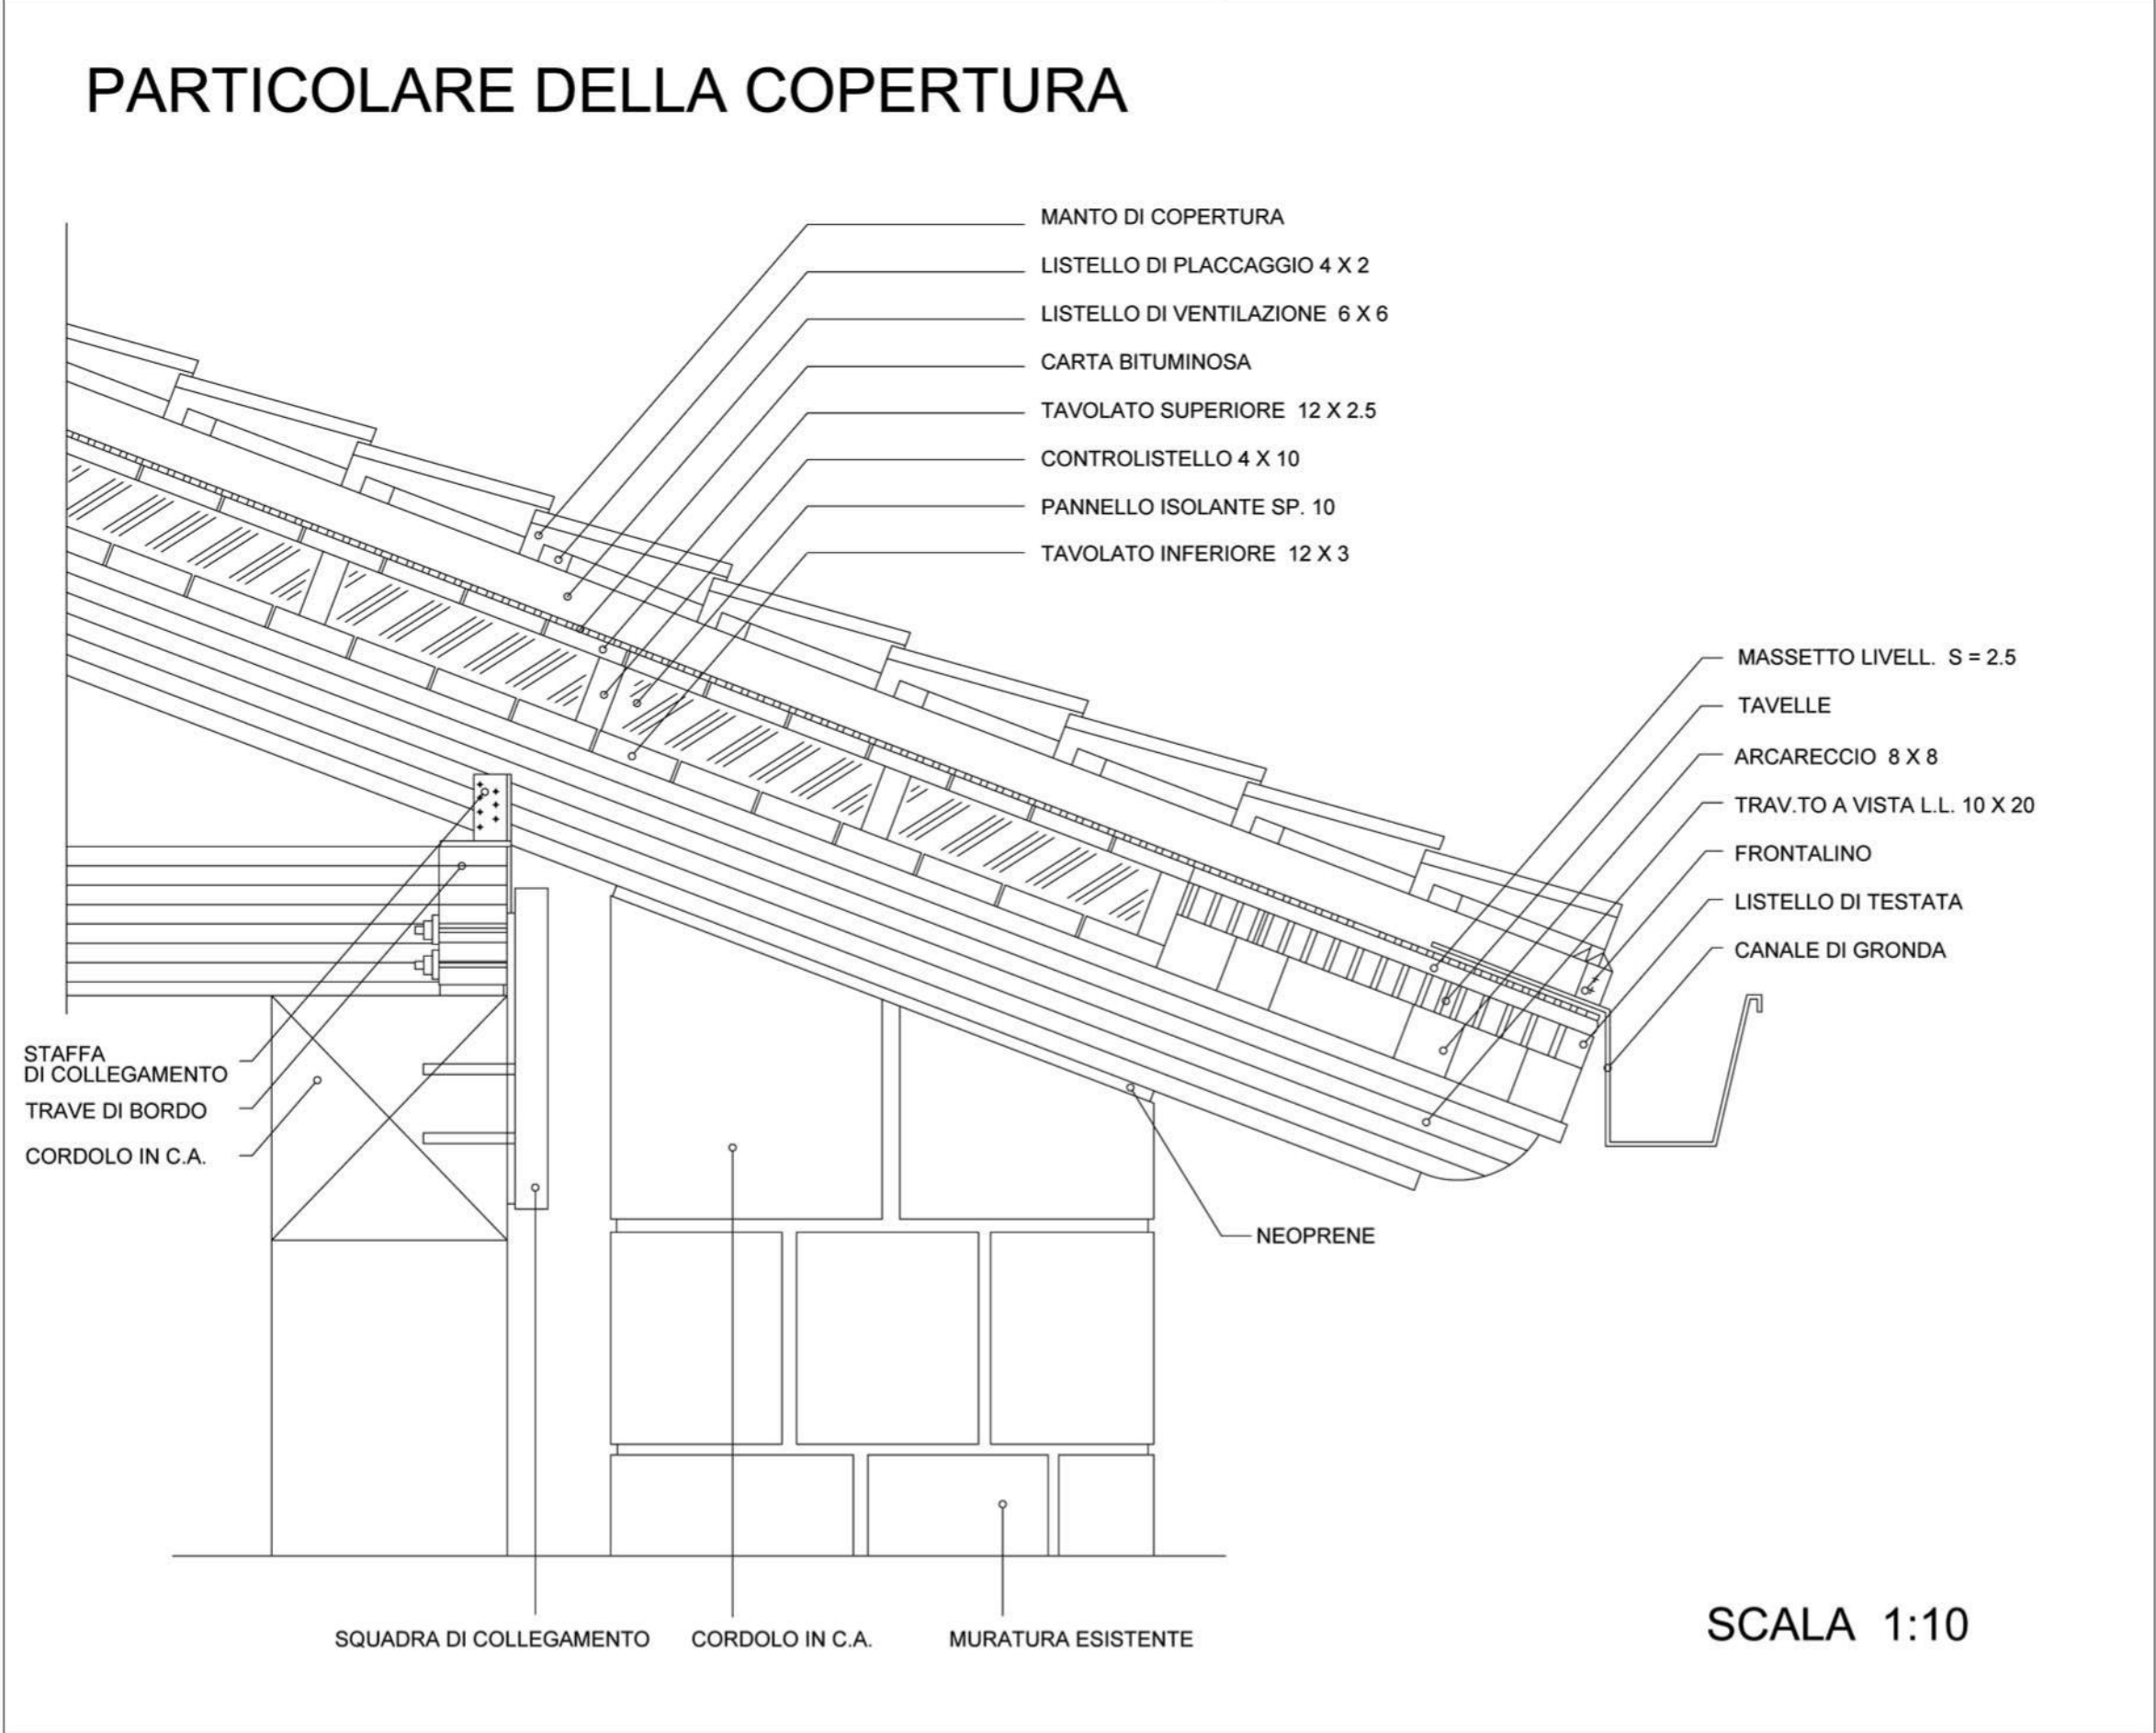 PARTICOLARE DELLA COPERTURA
MANTO DI COPERTURA
LISTELLO DI PLACCAGGIO 4 X 2
LISTELLO DI VENTILAZIONE 6 X 6
CARTA BITUMINOSA
TAVOLATO SUPERIORE 12 X 2.5
CONTROLISTELLO 4 X 10
PANNELLO ISOLANTE SP. 10
TAVOLATO INFERIORE 12 X 3
MASSETTO LIVELL. S = 2.5
TAVELLE
ARCARECCIO 8 X 8
TRAV.TO A VISTA L.L. 10 X 20
FRONTALINO
LISTELLO DI TESTATA
CANALE DI GRONDA
STAFFA
DI COLLEGAMENTO
TRAVE DI BORDO
CORDOLO IN C.A.
NEOPRENE
SQUADRA DI COLLEGAMENTO
CORDOLO IN C.A.
MURATURA ESISTENTE
SCALA 1:10